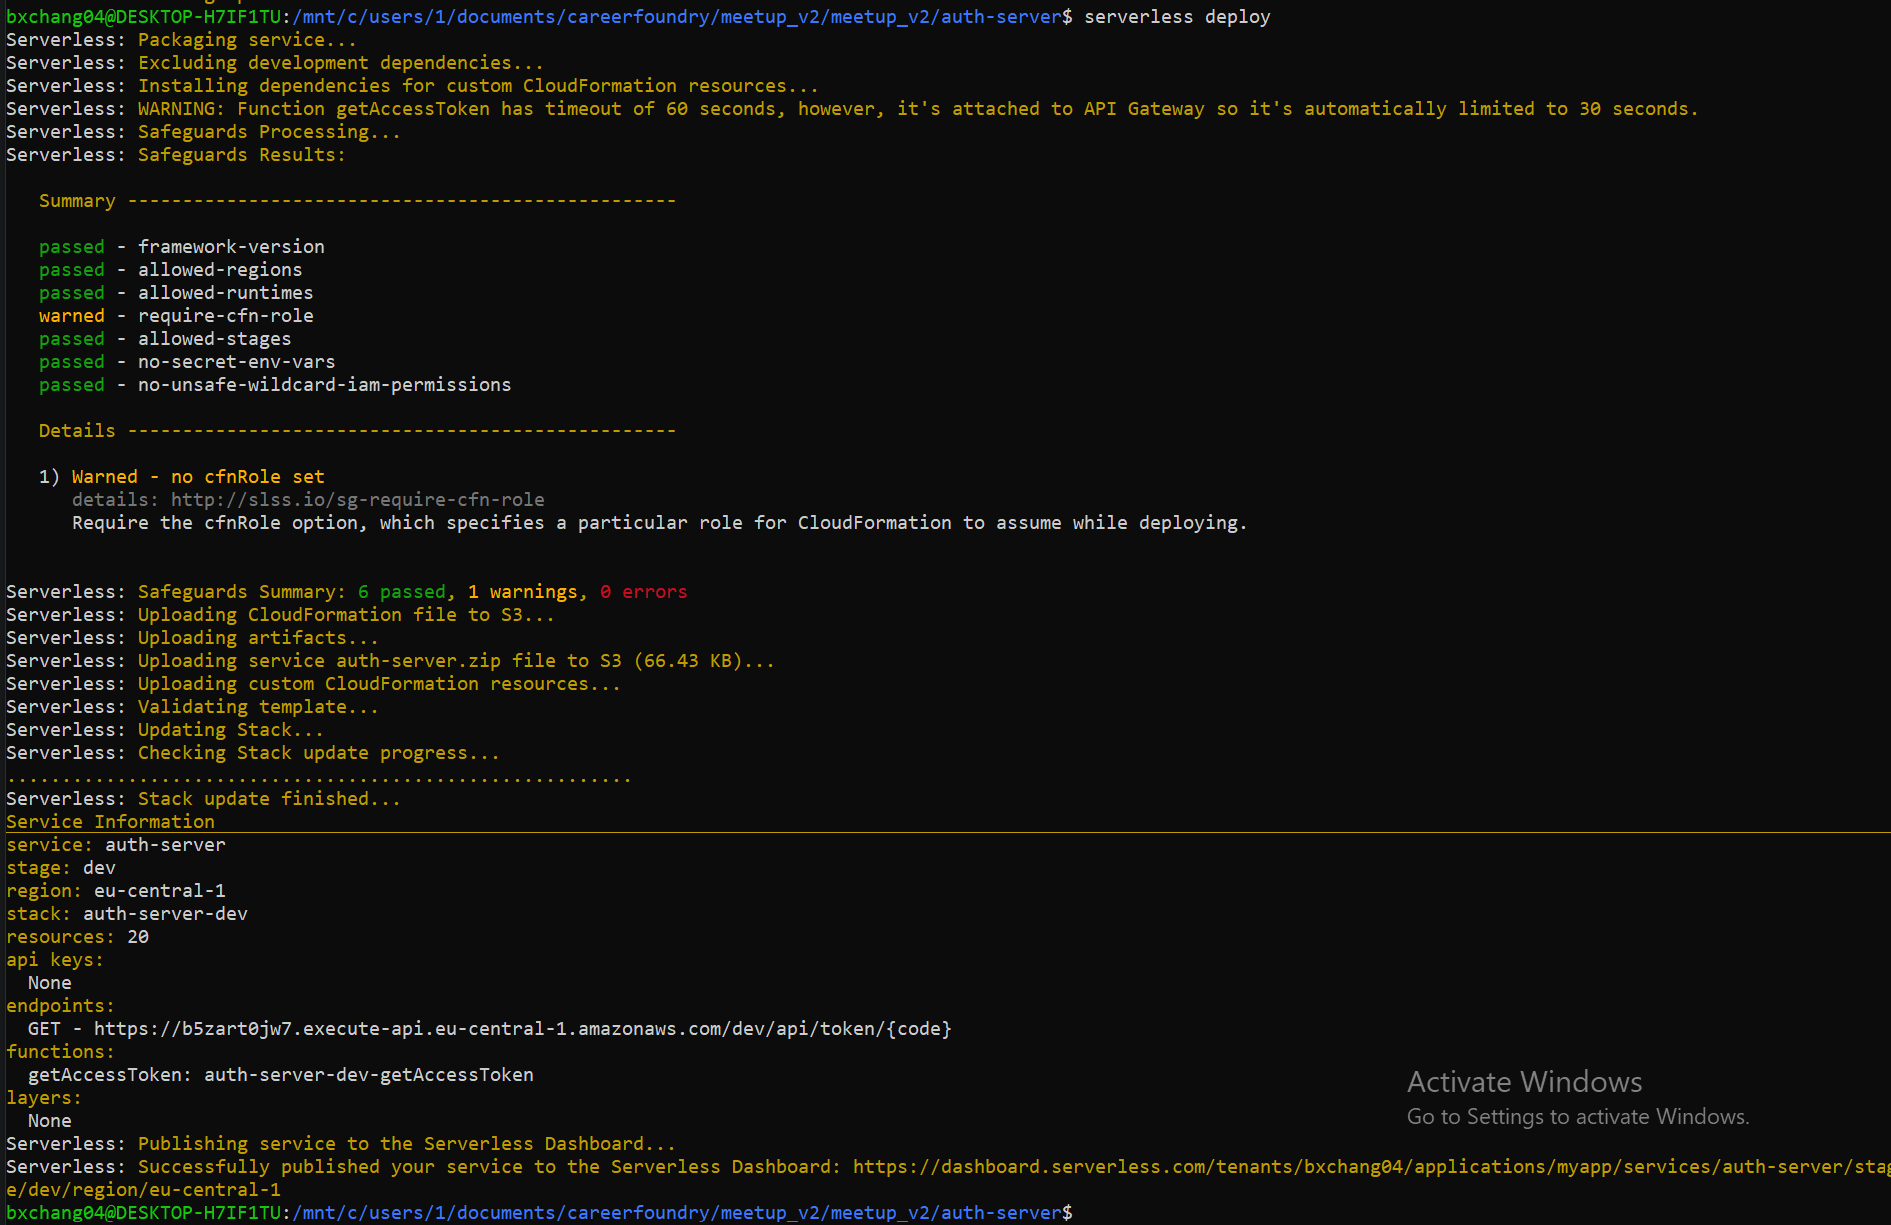 bxchang04@DESKTOP-H7IF1TU:/mnt/c/users/1/documents/careerfoundry/meetup_v2/meetup_v2/auth-server$ serverless deploy
Serverless: Packaging service...
Serverless: Excluding development dependencies...
Serverless: Installing dependencies for custom CloudFormation resources...
Serverless: WARNING: Function getAccessToken has timeout of 60 seconds, however, it's attached to API Gateway so it's automatically limited to 30 seconds.
Serverless: Safeguards Processing...
Serverless: Safeguards Results:
Summary --------------------------------------------------
passed - framework-version
passed - allowed-regions
passed - allowed-runtimes
warned - require-cfn-role
passed - allowed-stages
passed - no-secret-env-vars
passed - no-unsafe-wildcard-iam-permissions
Details --------------------------------------------------
1) Warned - no cfnRole set
details: http://slss.io/sg-require-cfn-role
Require the cfnRole option, which specifies a particular role for CloudFormation to assume while deploying.
Serverless: Safeguards Summary: 6 passed, 1 warnings, 0 errors
Serverless: Uploading CloudFormation file to S3...
Serverless: Uploading artifacts...
Serverless: Uploading service auth-server.zip file to S3 (66.43 KB)...
Serverless: Uploading custom CloudFormation resources...
Serverless: Validating template...
Serverless: Updating Stack...
Serverless: Checking Stack update progress...
.........................................................
Serverless: Stack update finished...
Service Information
service: auth-server
stage: dev
region: eu-central-1
stack: auth-server-dev
resources: 20
api keys:
None
endpoints:
GET - https://b5zart0jw7.execute-api.eu-central-1.amazonaws.com/dev/api/token/{code}
functions:
getAccessToken: auth-server-dev-getAccessToken
layers:
None
Serverless: Publishing service to the Serverless Dashboard...
Serverless: Successfully published your service to the Serverless Dashboard: https://dashboard.serverless.com/tenants/bxchang04/applications/myapp/services/auth-server/stag
e/dev/region/eu-central-1
bxchang04@DESKTOP-H7IF1TU:/mnt/c/users/1/documents/careerfoundry/meetup_v2/meetup_v2/auth-server$
Activate Windows
Go to Settings to activate Windows.